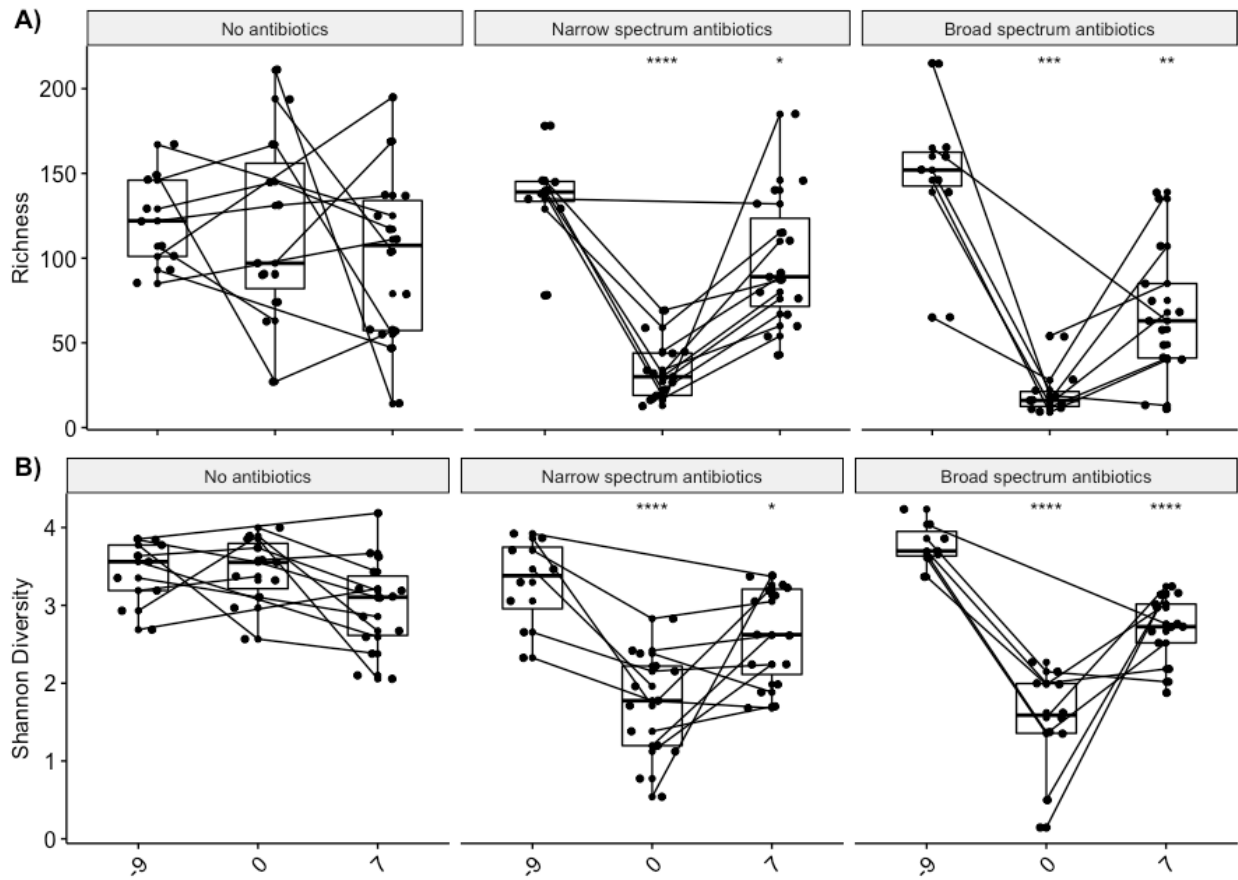 A)
No antibiotics Narrow spectrum antibiotics Broad spectrum antibiotics
**** * *** **
Richness
200
150
100
50
0
B)
No antibiotics Narrow spectrum antibiotics Broad spectrum antibiotics
**** * **** ****
Shannon Diversity
4
3
2
1
0
-9 0 7 -9 0 7 -9 0 7